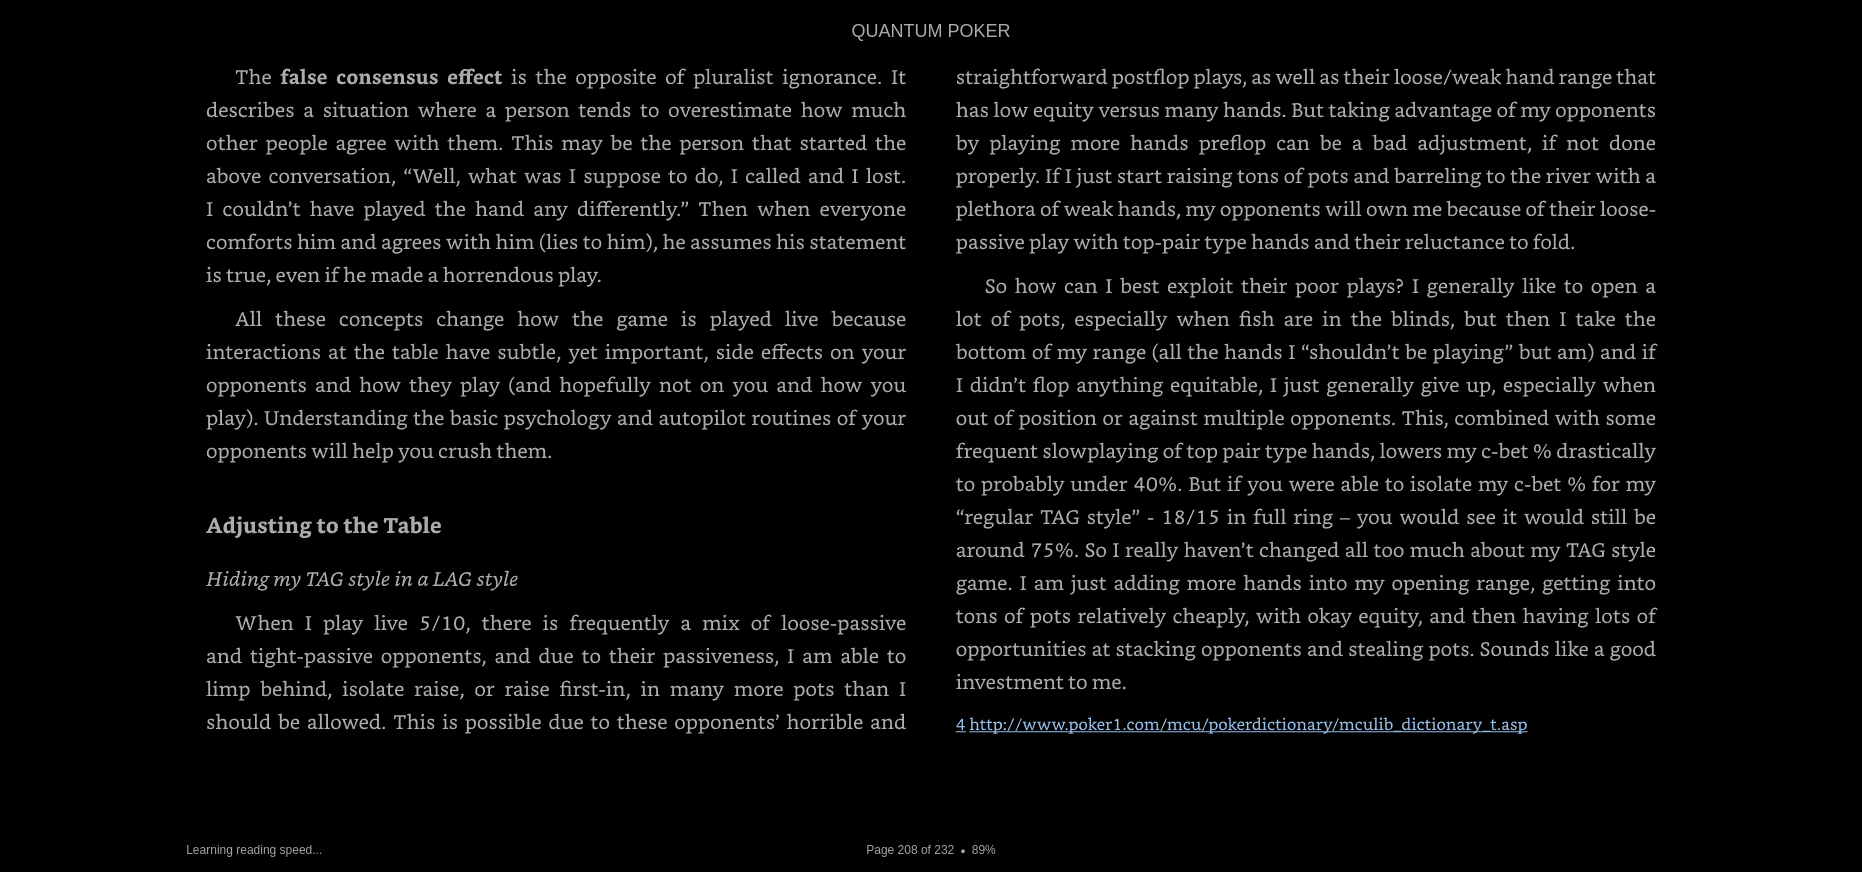 QUANTUM POKER
The false consensus effect is the opposite of pluralist ignorance. It
describes a situation where a person tends to overestimate how much
other people agree with them. This may be the person that started the
above conversation, “Well, what was I suppose to do, I called and I lost.
I couldn’t have played the hand any differently.” Then when everyone
comforts him and agrees with him (lies to him), he assumes his statement
is true, even if he made a horrendous play.
All these concepts change how the game is played live because
interactions at the table have subtle, yet important, side effects on your
opponents and how they play (and hopefully not on you and how you
play). Understanding the basic psychology and autopilot routines of your
opponents will help you crush them.
Adjusting to the Table
Hiding my TAG style in a LAG style
When I play live 5/10, there is frequently a mix of loose-passive
and tight-passive opponents, and due to their passiveness, I am able to
limp behind, isolate raise, or raise first-in, in many more pots than I
should be allowed. This is possible due to these opponents’ horrible and
straightforward postflop plays, as well as their loose/weak hand range that
has low equity versus many hands. But taking advantage of my opponents
by playing more hands preflop can be a bad adjustment, if not done
properly. If I just start raising tons of pots and barreling to the river with a
plethora of weak hands, my opponents will own me because of their loose-
passive play with top-pair type hands and their reluctance to fold.
So how can I best exploit their poor plays? I generally like to open a
lot of pots, especially when fish are in the blinds, but then I take the
bottom of my range (all the hands I “shouldn’t be playing” but am) and if
I didn’t flop anything equitable, I just generally give up, especially when
out of position or against multiple opponents. This, combined with some
frequent slowplaying of top pair type hands, lowers my c-bet % drastically
to probably under 40%. But if you were able to isolate my c-bet % for my
“regular TAG style” - 18/15 in full ring – you would see it would still be
around 75%. So I really haven’t changed all too much about my TAG style
game. I am just adding more hands into my opening range, getting into
tons of pots relatively cheaply, with okay equity, and then having lots of
opportunities at stacking opponents and stealing pots. Sounds like a good
investment to me.
4 http://www.poker1.com/mcu/pokerdictionary/mculib_dictionary_t.asp
Learning reading speed...
Page 208 of 232 • 89%